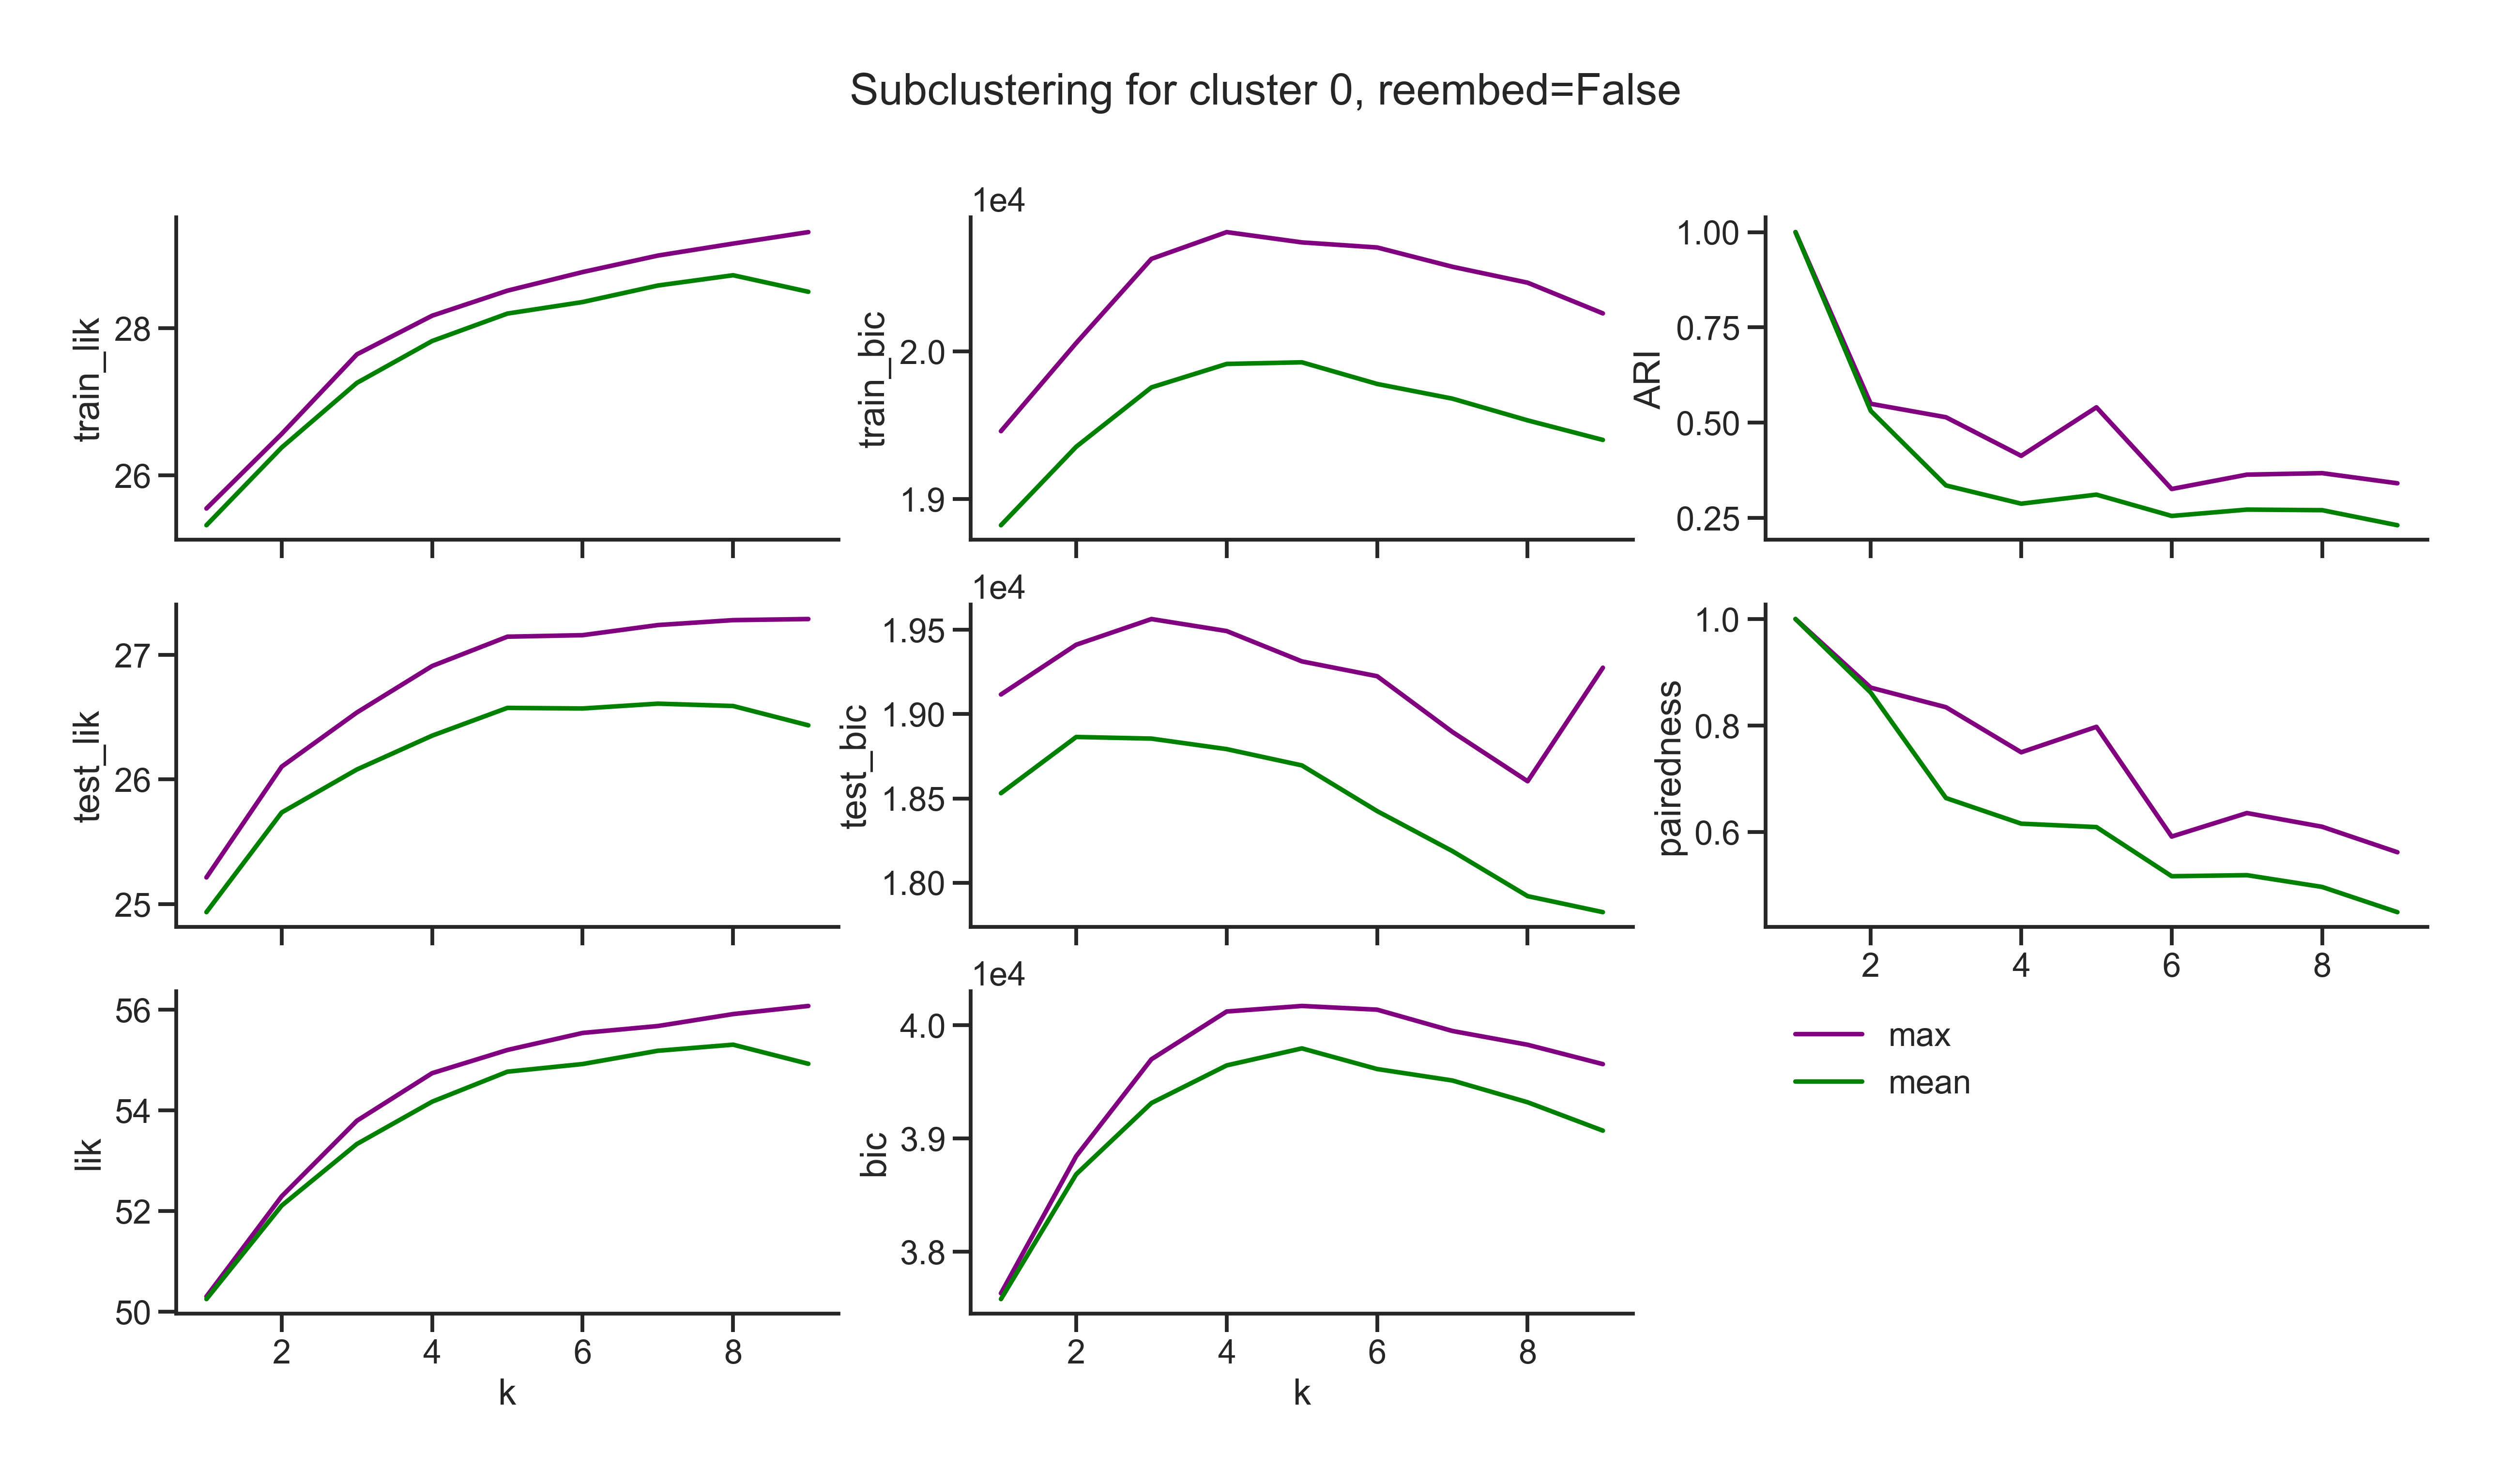 Subclustering for cluster 0, reembed=False
train_lik
28
26
1e4
train_bic
2.0
1.9
ARI
1.00
0.75
0.50
0.25
test_lik
27
26
25
1e4
test_bic
1.95
1.90
1.85
1.80
pairedness
1.0
0.8
0.6
2 4 6 8
lik
56
54
52
50
2 4 6 8
k
1e4
bic
4.0
3.9
3.8
2 4 6 8
k
max
mean